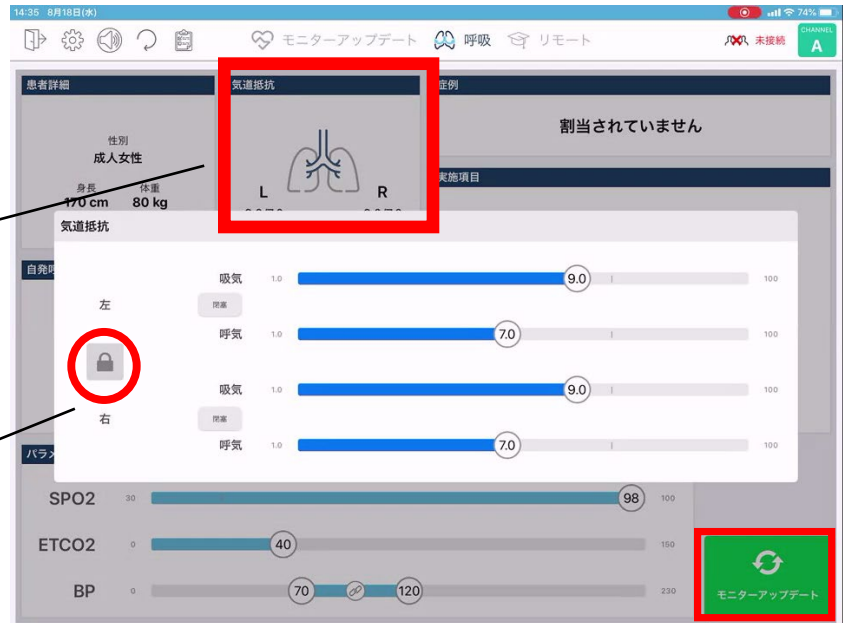 14:35 8月18日(水)
74%
モニターアップデート
呼吸
リモート
未接続
CHANNEL
A
患者詳細
気道抵抗
症例
性別
成人女性
身長 体重
170 cm 80 kg
L R
割当されていません
実施項目
気道抵抗
自発呼
左
閉塞
吸気 1.0 9.0 100
呼気 1.0 7.0 100
右
閉塞
吸気 1.0 9.0 100
呼気 1.0 7.0 100
パラメ
SPO2 30 98 100
ETCO2 0 40 150
BP 0 70 120 230
モニターアップデート